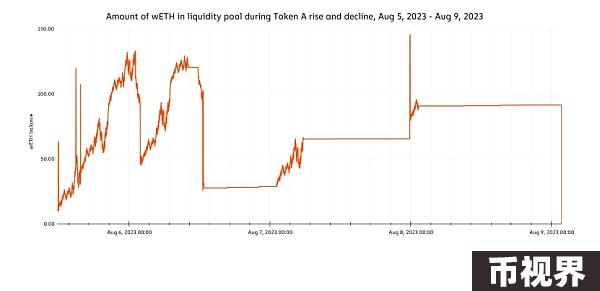 Amount of wETH in liquidity pool during Token A rise and decline, Aug 5, 2023 - Aug 9, 2023
150.00
100.00
50.00
0.00
wETH balance
Aug 6, 2023 00:00
Aug 7, 2023 00:00
Aug 8, 2023 00:00
Aug 9, 2023 00:00
币视界